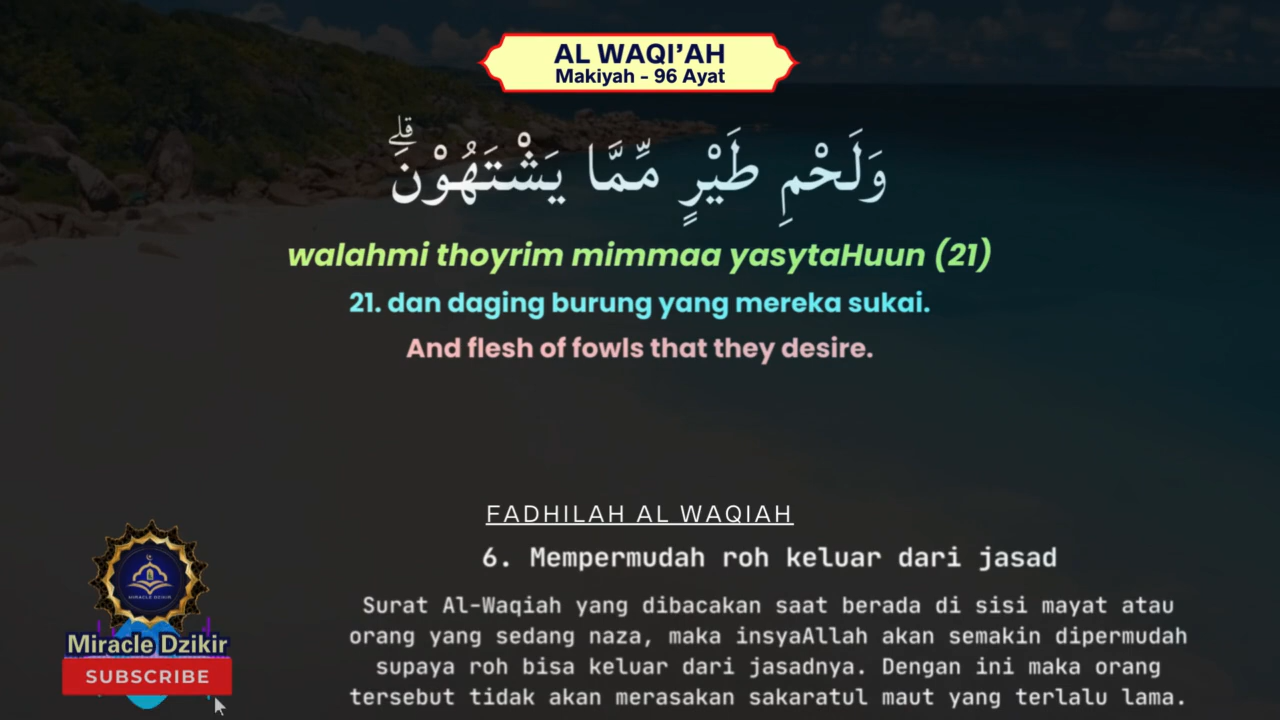 AL WAQI'AH
Makiyah - 96 Ayat
وَلَحْمِ طَيْرٍ مِّمَّا يَشْتَهُوْنَۗ
walahmi thoyrim mimmaa yasytaHuun (21)
21. dan daging burung yang mereka sukai.
And flesh of fowls that they desire.
FADHILAH AL WAQIAH
6. Mempermudah roh keluar dari jasad
Surat Al-Waqiah yang dibacakan saat berada di sisi mayat atau
orang yang sedang naza, maka insyaAllah akan semakin dipermudah
supaya roh bisa keluar dari jasadnya. Dengan ini maka orang
tersebut tidak akan merasakan sakaratul maut yang terlalu lama.
MIRACLE DZIKIR
Miracle Dzikir
SUBSCRIBE